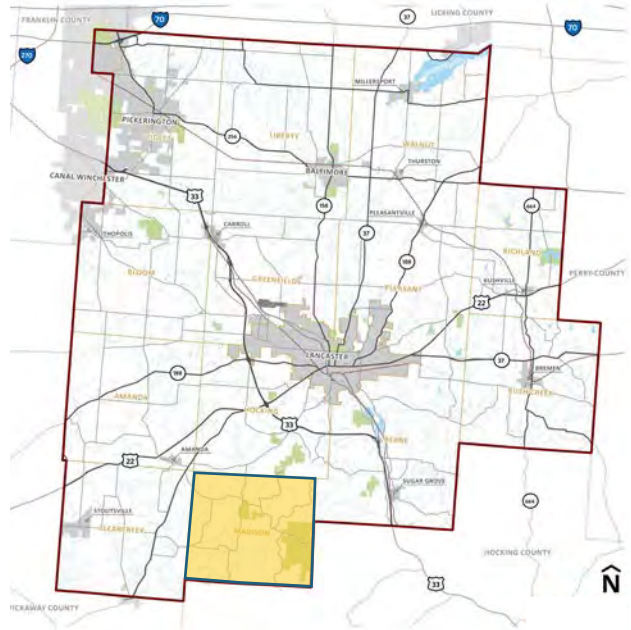 FRANKLIN COUNTY
70
37
LICKING COUNTY
70
270
MILLERSPORT
PICKERINGTON
256
LIBERTY
WALNUT
THURSTON
BALTIMORE
CANAL WINCHESTER
33
158
PLEASANTVILLE
664
CARROLL
37
LITHOPOLIS
188
RICHLAND
BLOOM
GREENFIELD
PLEASANT
RUSHVILLE
PERRY COUNTY
22
LANCASTER
37
188
BREMEN
AMANDA
RUSHCREEK
HOCKING
33
BERNE
AMANDA
22
SUGAR GROVE
664
STOUTSVILLE
CLEARCREEK
MADISON
HOCKING COUNTY
33
N
PICKAWAY COUNTY